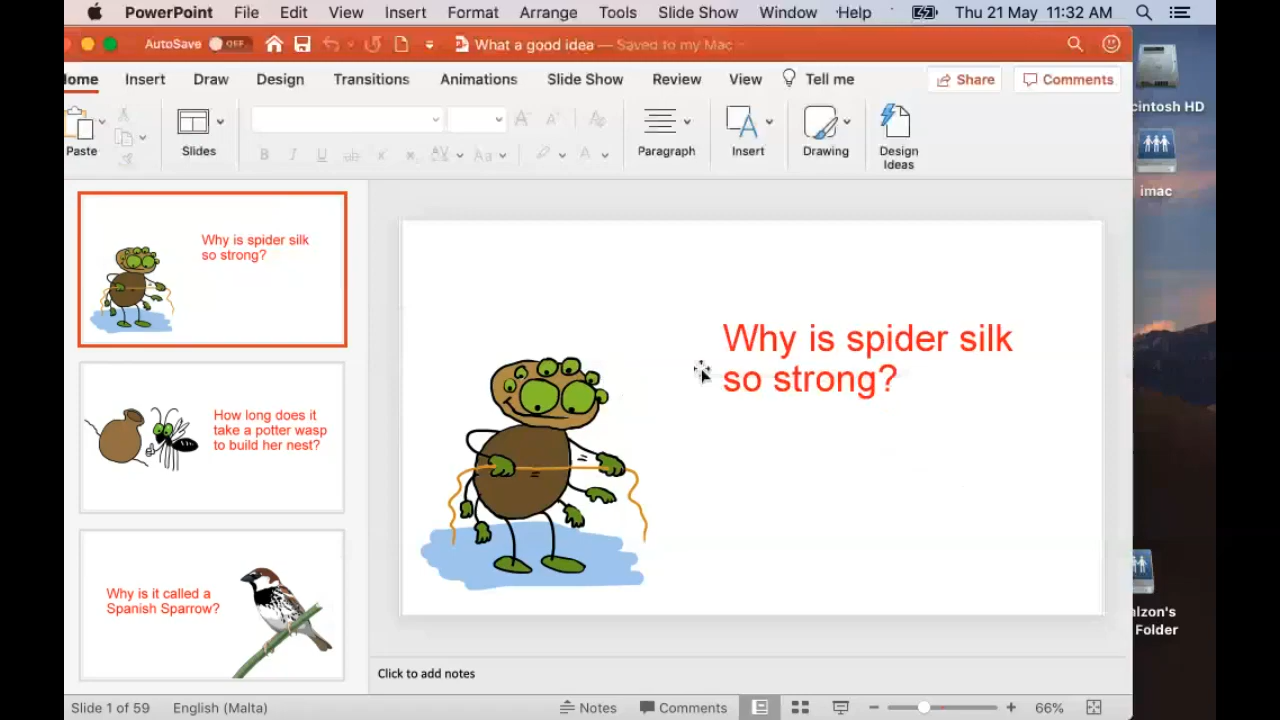 PowerPoint File Edit View Insert Format Arrange Tools Slide Show Window Help Thu 21 May 11:32 AM
AutoSave OFF What a good idea — Saved to my Mac
Home Insert Draw Design Transitions Animations Slide Show Review View Tell me Share Comments
Paste Slides Paragraph Insert Drawing Design
Ideas
cintosh HD
imac
Why is spider silk
so strong?
How long does it
take a potter wasp
to build her nest?
Why is it called a
Spanish Sparrow?
Why is spider silk
so strong?
alzon's
Folder
Click to add notes
Slide 1 of 59 English (Malta) Notes Comments 66%